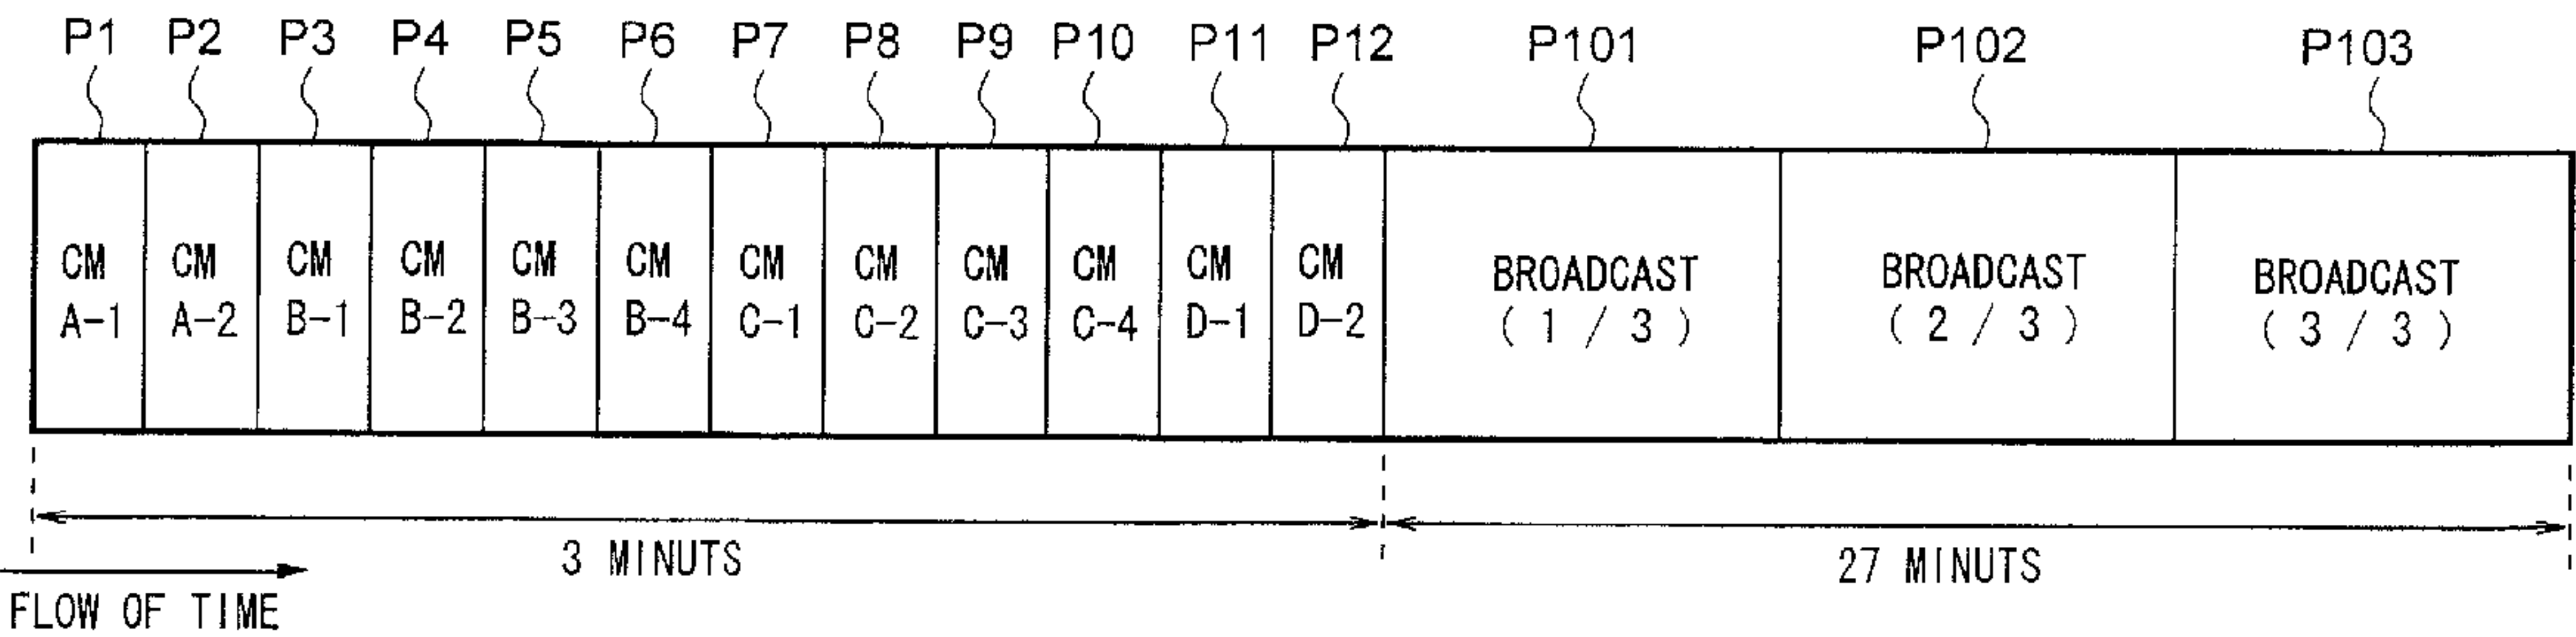 P1 P2 P3 P4 P5 P6 P7 P8 P9 P10 P11 P12 P101 P102 P103
CM
A-1
CM
A-2
CM
B-1
CM
B-2
CM
B-3
CM
B-4
CM
C-1
CM
C-2
CM
C-3
CM
C-4
CM
D-1
CM
D-2
BROADCAST
( 1 / 3 )
BROADCAST
( 2 / 3 )
BROADCAST
( 3 / 3 )
3 MINUTS
27 MINUTS
FLOW OF TIME